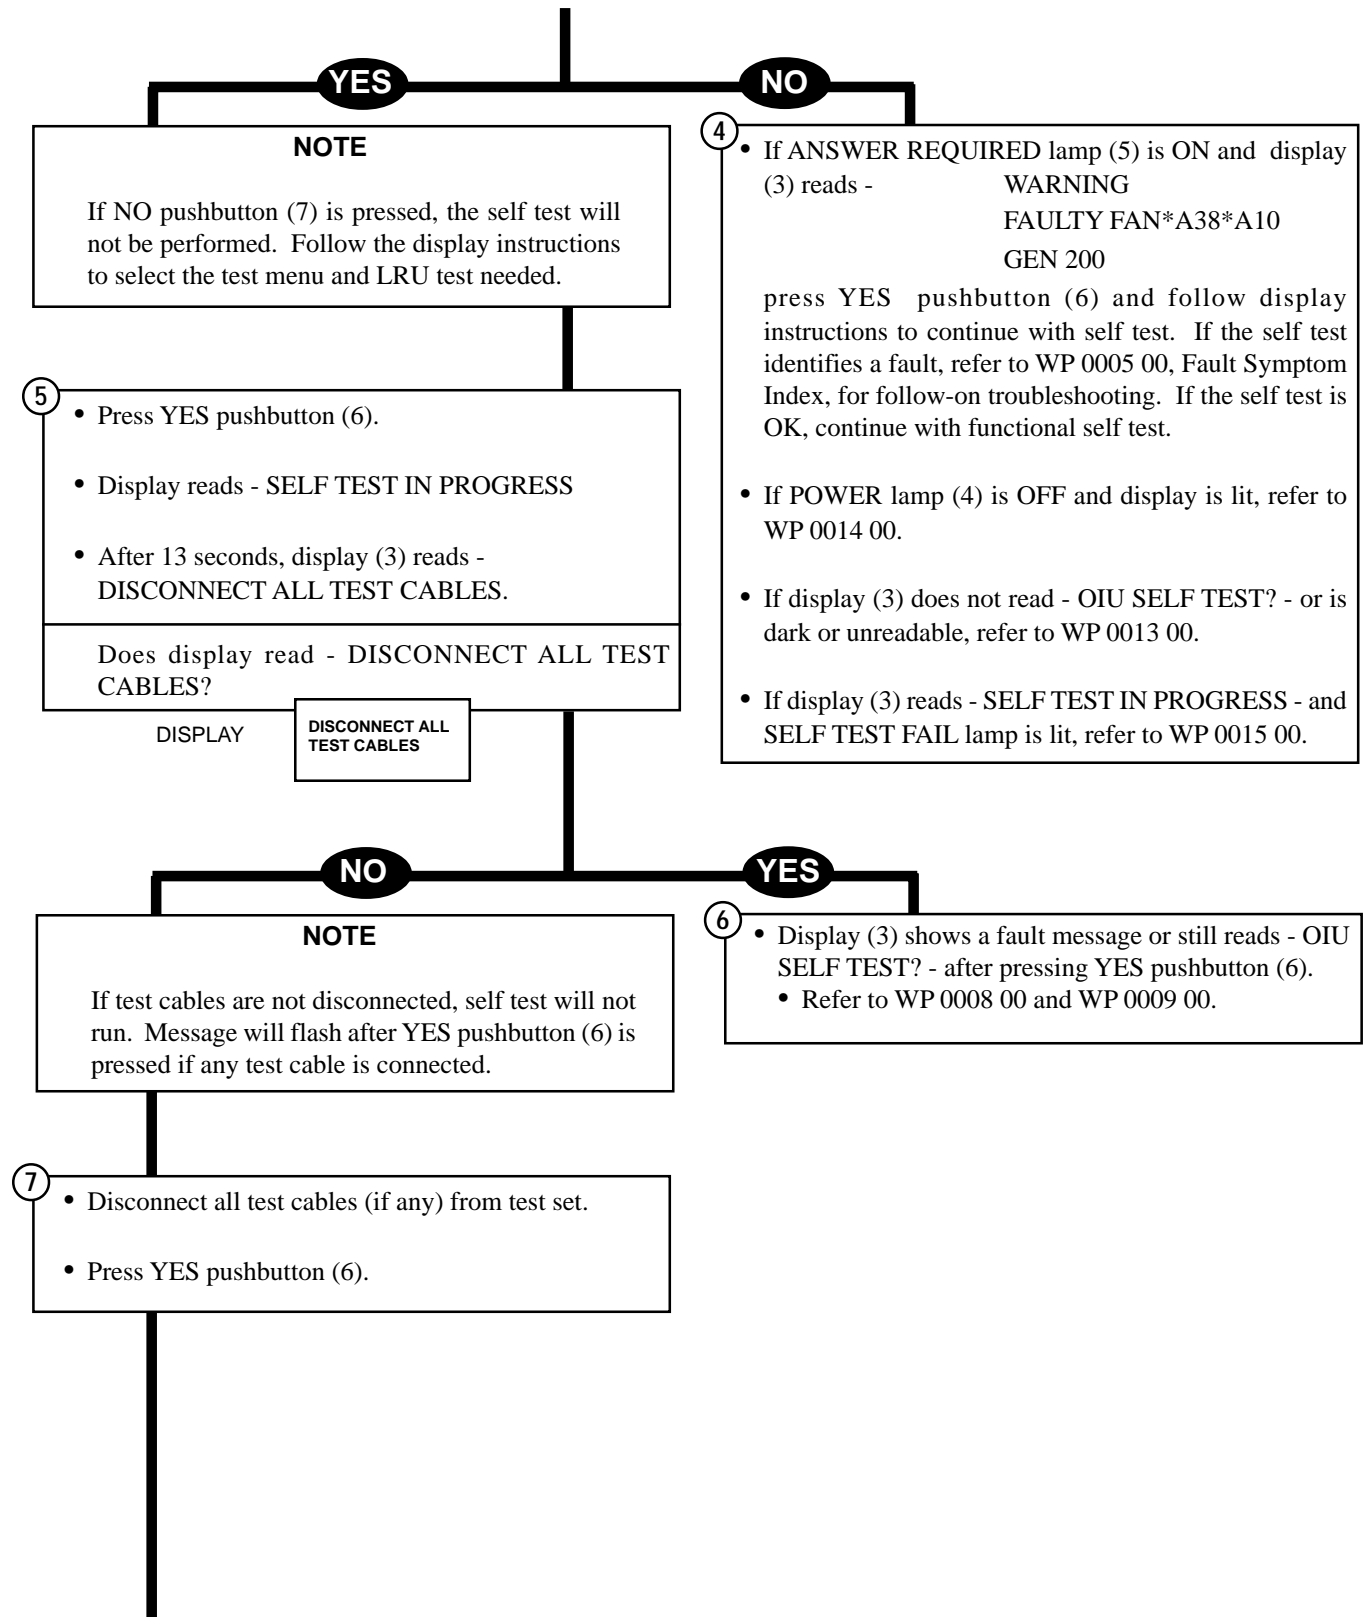 YES
NO
NOTE
If NO pushbutton (7) is pressed, the self test will
not be performed. Follow the display instructions
to select the test menu and LRU test needed.
4
• If ANSWER REQUIRED lamp (5) is ON and display
(3) reads - WARNING
FAULTY FAN*A38*A10
GEN 200
press YES pushbutton (6) and follow display
instructions to continue with self test. If the self test
identifies a fault, refer to WP 0005 00, Fault Symptom
Index, for follow-on troubleshooting. If the self test is
OK, continue with functional self test.
• If POWER lamp (4) is OFF and display is lit, refer to
WP 0014 00.
• If display (3) does not read - OIU SELF TEST? - or is
dark or unreadable, refer to WP 0013 00.
• If display (3) reads - SELF TEST IN PROGRESS - and
SELF TEST FAIL lamp is lit, refer to WP 0015 00.
5
• Press YES pushbutton (6).
• Display reads - SELF TEST IN PROGRESS
• After 13 seconds, display (3) reads -
DISCONNECT ALL TEST CABLES.
Does display read - DISCONNECT ALL TEST
CABLES?
DISPLAY
DISCONNECT ALL
TEST CABLES
NO
YES
NOTE
If test cables are not disconnected, self test will not
run. Message will flash after YES pushbutton (6) is
pressed if any test cable is connected.
6
• Display (3) shows a fault message or still reads - OIU
SELF TEST? - after pressing YES pushbutton (6).
• Refer to WP 0008 00 and WP 0009 00.
7
• Disconnect all test cables (if any) from test set.
• Press YES pushbutton (6).